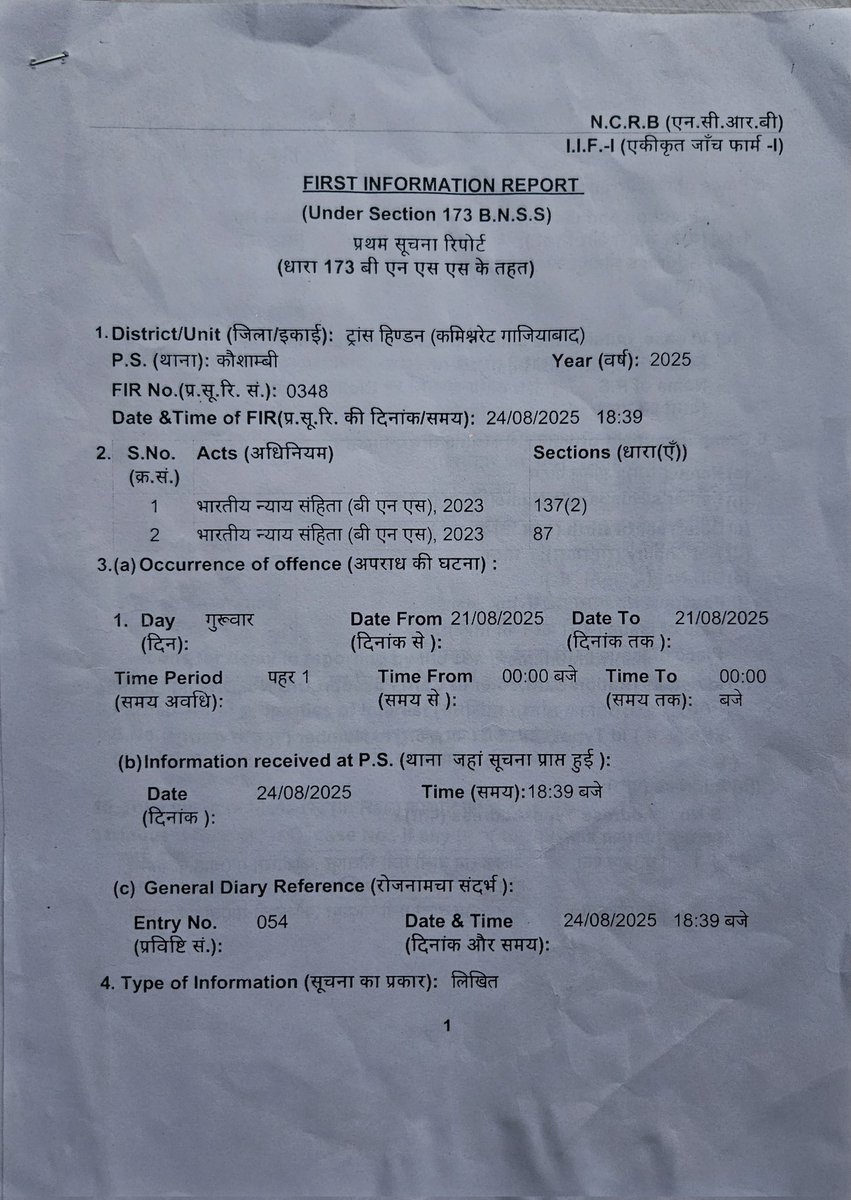 N.C.R.B (एन.सी.आर.बी)
I.I.F.-I (एकीकृत जाँच फार्म -I)
FIRST INFORMATION REPORT
(Under Section 173 B.N.S.S)
प्रथम सूचना रिपोर्ट
(धारा 173 बी एन एस एस के तहत)
1. District/Unit (जिला/इकाई): ट्रांस हिण्डन (कमिश्नरेट गाजियाबाद)
P.S. (थाना): कौशाम्बी Year (वर्ष): 2025
FIR No.(प्र.सू.रि. सं.): 0348
Date &Time of FIR(प्र.सू.रि. की दिनांक/समय): 24/08/2025 18:39
2. S.No. Acts (अधिनियम) Sections (धारा(एँ))
(क्र.सं.)
1 भारतीय न्याय संहिता (बी एन एस), 2023 137(2)
2 भारतीय न्याय संहिता (बी एन एस), 2023 87
3.(a) Occurrence of offence (अपराध की घटना) :
1. Day गुरूवार Date From 21/08/2025 Date To 21/08/2025
(दिन): (दिनांक से ): (दिनांक तक ):
Time Period पहर 1 Time From 00:00 बजे Time To 00:00
(समय अवधि): (समय से ): (समय तक): बजे
(b) Information received at P.S. (थाना जहां सूचना प्राप्त हुई ):
Date 24/08/2025 Time (समय): 18:39 बजे
(दिनांक ):
(c) General Diary Reference (रोजनामचा संदर्भ ):
Entry No. 054 Date & Time 24/08/2025 18:39 बजे
(प्रविष्टि सं.): (दिनांक और समय):
4. Type of Information (सूचना का प्रकार): लिखित
1